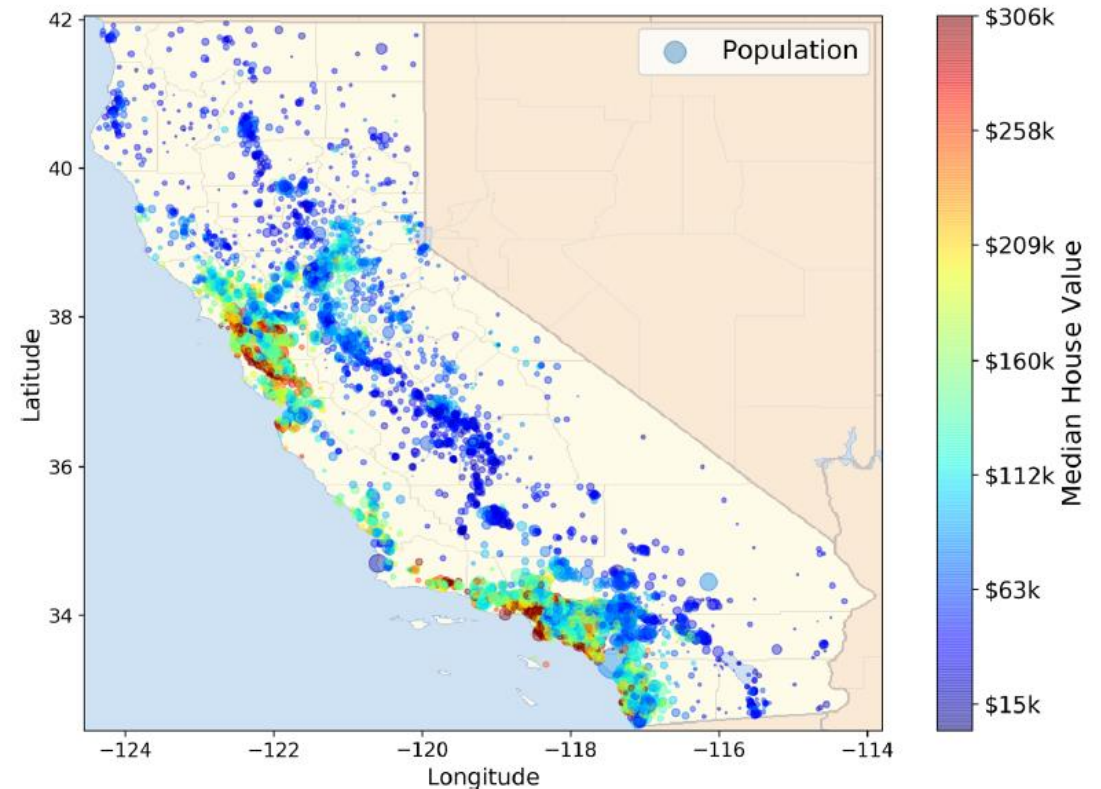 42
40
38
36
34
Latitude
−124
−122
−120
−118
−116
−114
Longitude
Population
$306k
$258k
$209k
$160k
$112k
$63k
$15k
Median House Value